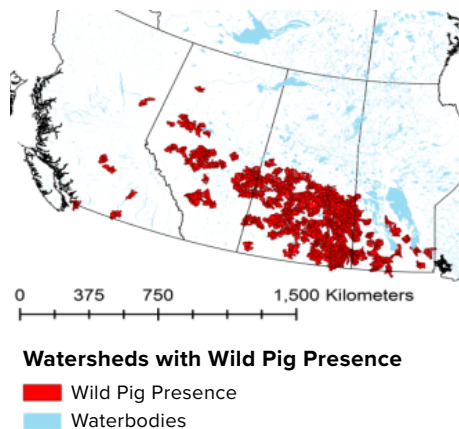 0 375 750 1,500 Kilometers
Watersheds with Wild Pig Presence
Wild Pig Presence
Waterbodies